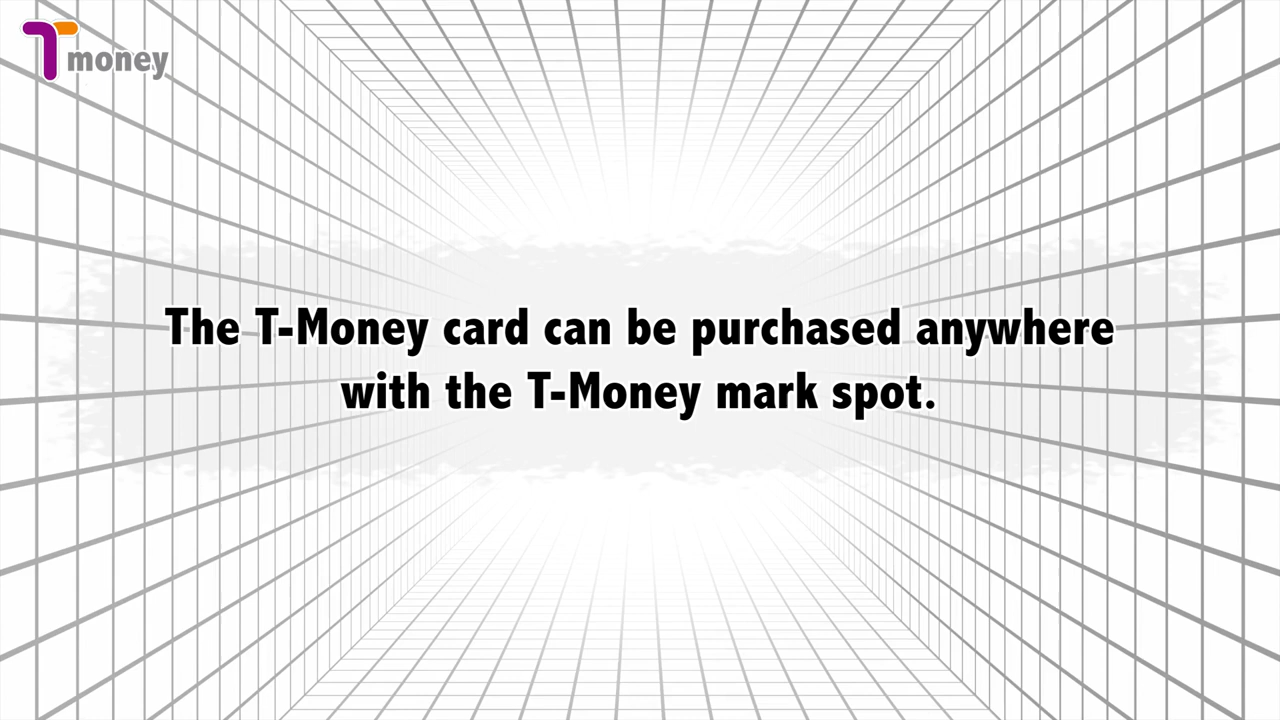 T money
The T-Money card can be purchased anywhere
with the T-Money mark spot.